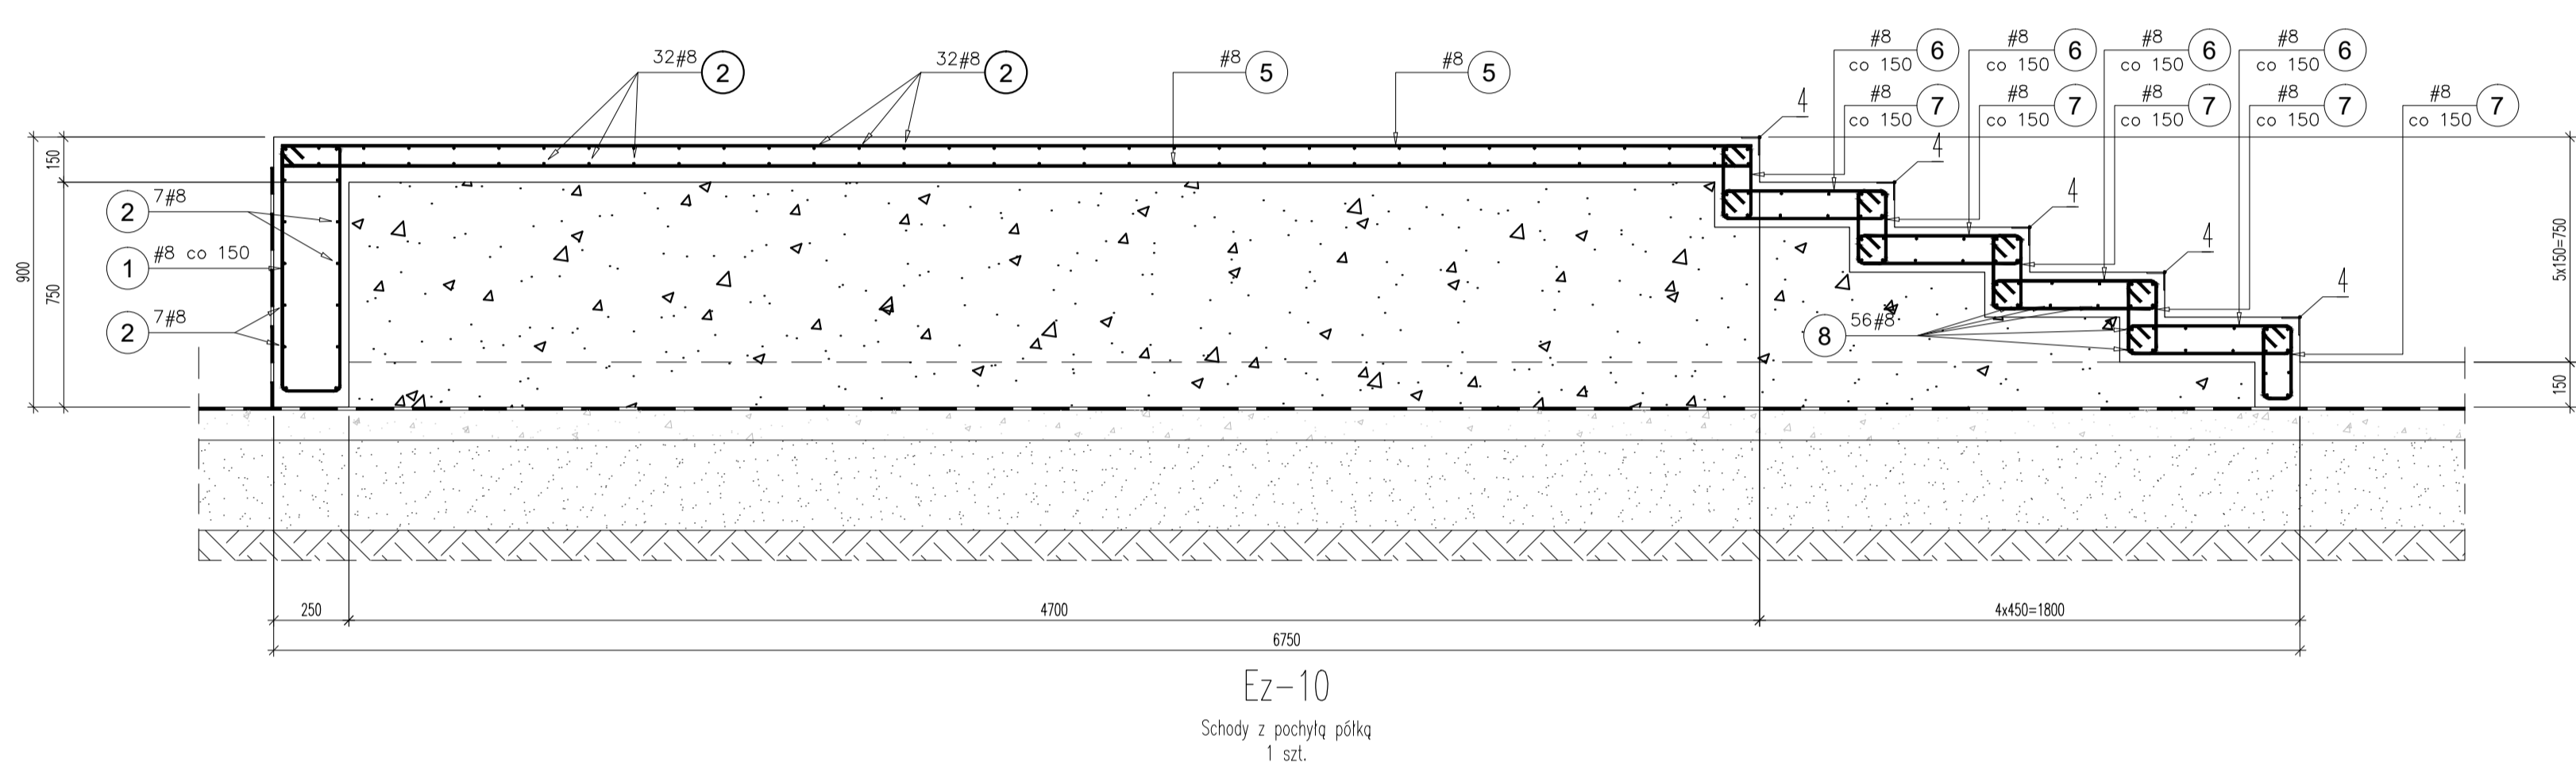 #8 6 #8 6 #8 6 #8 6
co 150 co 150 co 150 co 150
32#8 2 32#8 2 #8 5 #8 5
#8 7 #8 7 #8 7 #8 7 #8 7
co 150 co 150 co 150 co 150 co 150
4
4
4
4
4
150
900
750
2 7#8
1 #8 co 150
2 7#8
8 56#8
5x150=750
150
250 4700 4x450=1800
6750
Ez-10
Schody z pochyłą półką
1 szt.